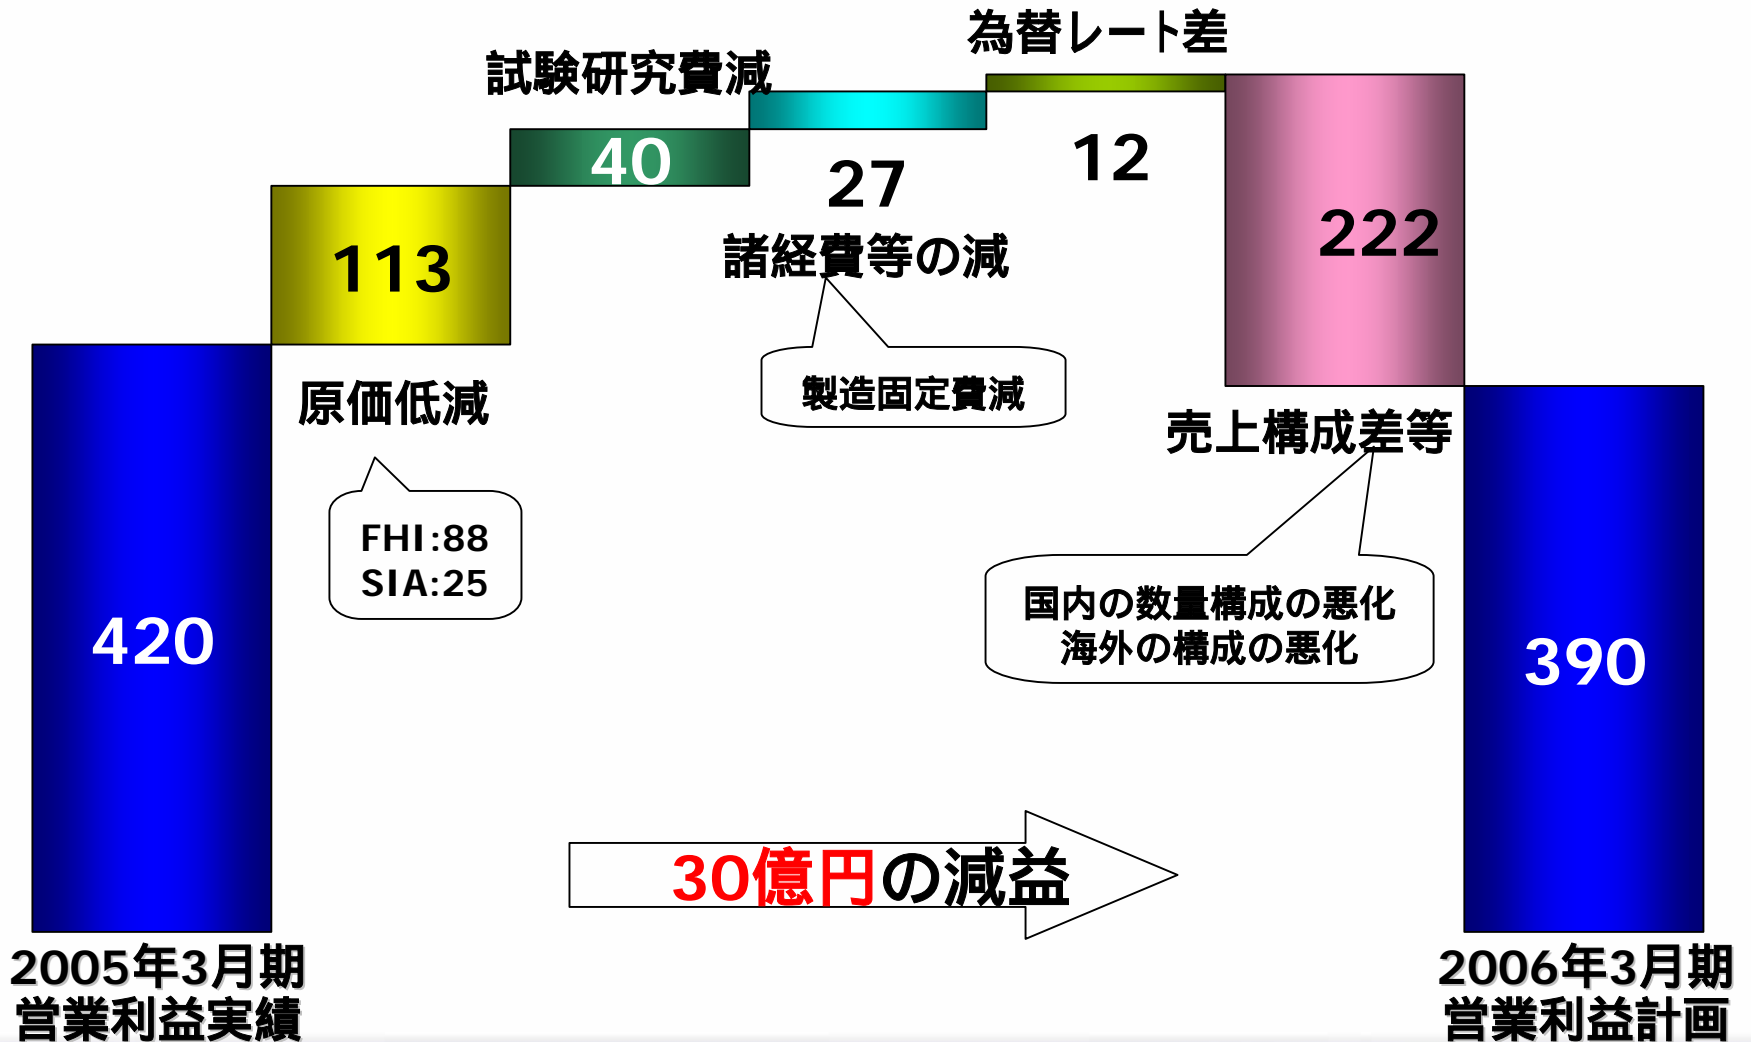 為替レート差
試験研究費減
40
27
12
113
222
諸経費等の減
製造固定費減
原価低減
売上構成差等
FHI:88
SIA:25
国内の数量構成の悪化
海外の構成の悪化
420
390
30億円の減益
2005年3月期
営業利益実績
2006年3月期
営業利益計画